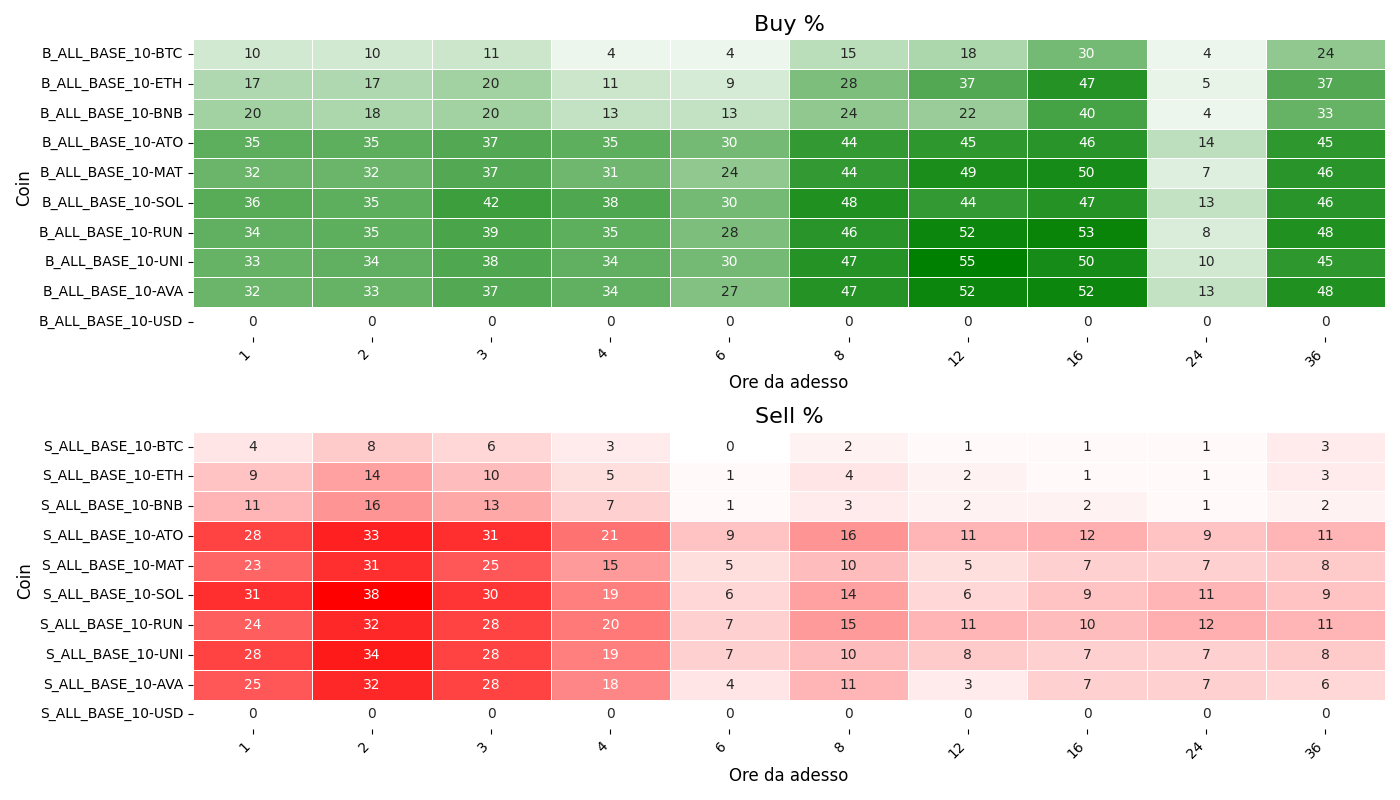 Buy %
Coin
B_ALL_BASE_10-BTC 10 10 11 4 4 15 18 30 4 24
B_ALL_BASE_10-ETH 17 17 20 11 9 28 37 47 5 37
B_ALL_BASE_10-BNB 20 18 20 13 13 24 22 40 4 33
B_ALL_BASE_10-ATO 35 35 37 35 30 44 45 46 14 45
B_ALL_BASE_10-MAT 32 32 37 31 24 44 49 50 7 46
B_ALL_BASE_10-SOL 36 35 42 38 30 48 44 47 13 46
B_ALL_BASE_10-RUN 34 35 39 35 28 46 52 53 8 48
B_ALL_BASE_10-UNI 33 34 38 34 30 47 55 50 10 45
B_ALL_BASE_10-AVA 32 33 37 34 27 47 52 52 13 48
B_ALL_BASE_10-USD 0 0 0 0 0 0 0 0 0 0
1 2 3 4 6 8 12 16 24 36
Ore da adesso
Sell %
Coin
S_ALL_BASE_10-BTC 4 8 6 3 0 2 1 1 1 3
S_ALL_BASE_10-ETH 9 14 10 5 1 4 2 1 1 3
S_ALL_BASE_10-BNB 11 16 13 7 1 3 2 2 1 2
S_ALL_BASE_10-ATO 28 33 31 21 9 16 11 12 9 11
S_ALL_BASE_10-MAT 23 31 25 15 5 10 5 7 7 8
S_ALL_BASE_10-SOL 31 38 30 19 6 14 6 9 11 9
S_ALL_BASE_10-RUN 24 32 28 20 7 15 11 10 12 11
S_ALL_BASE_10-UNI 28 34 28 19 7 10 8 7 7 8
S_ALL_BASE_10-AVA 25 32 28 18 4 11 3 7 7 6
S_ALL_BASE_10-USD 0 0 0 0 0 0 0 0 0 0
1 2 3 4 6 8 12 16 24 36
Ore da adesso